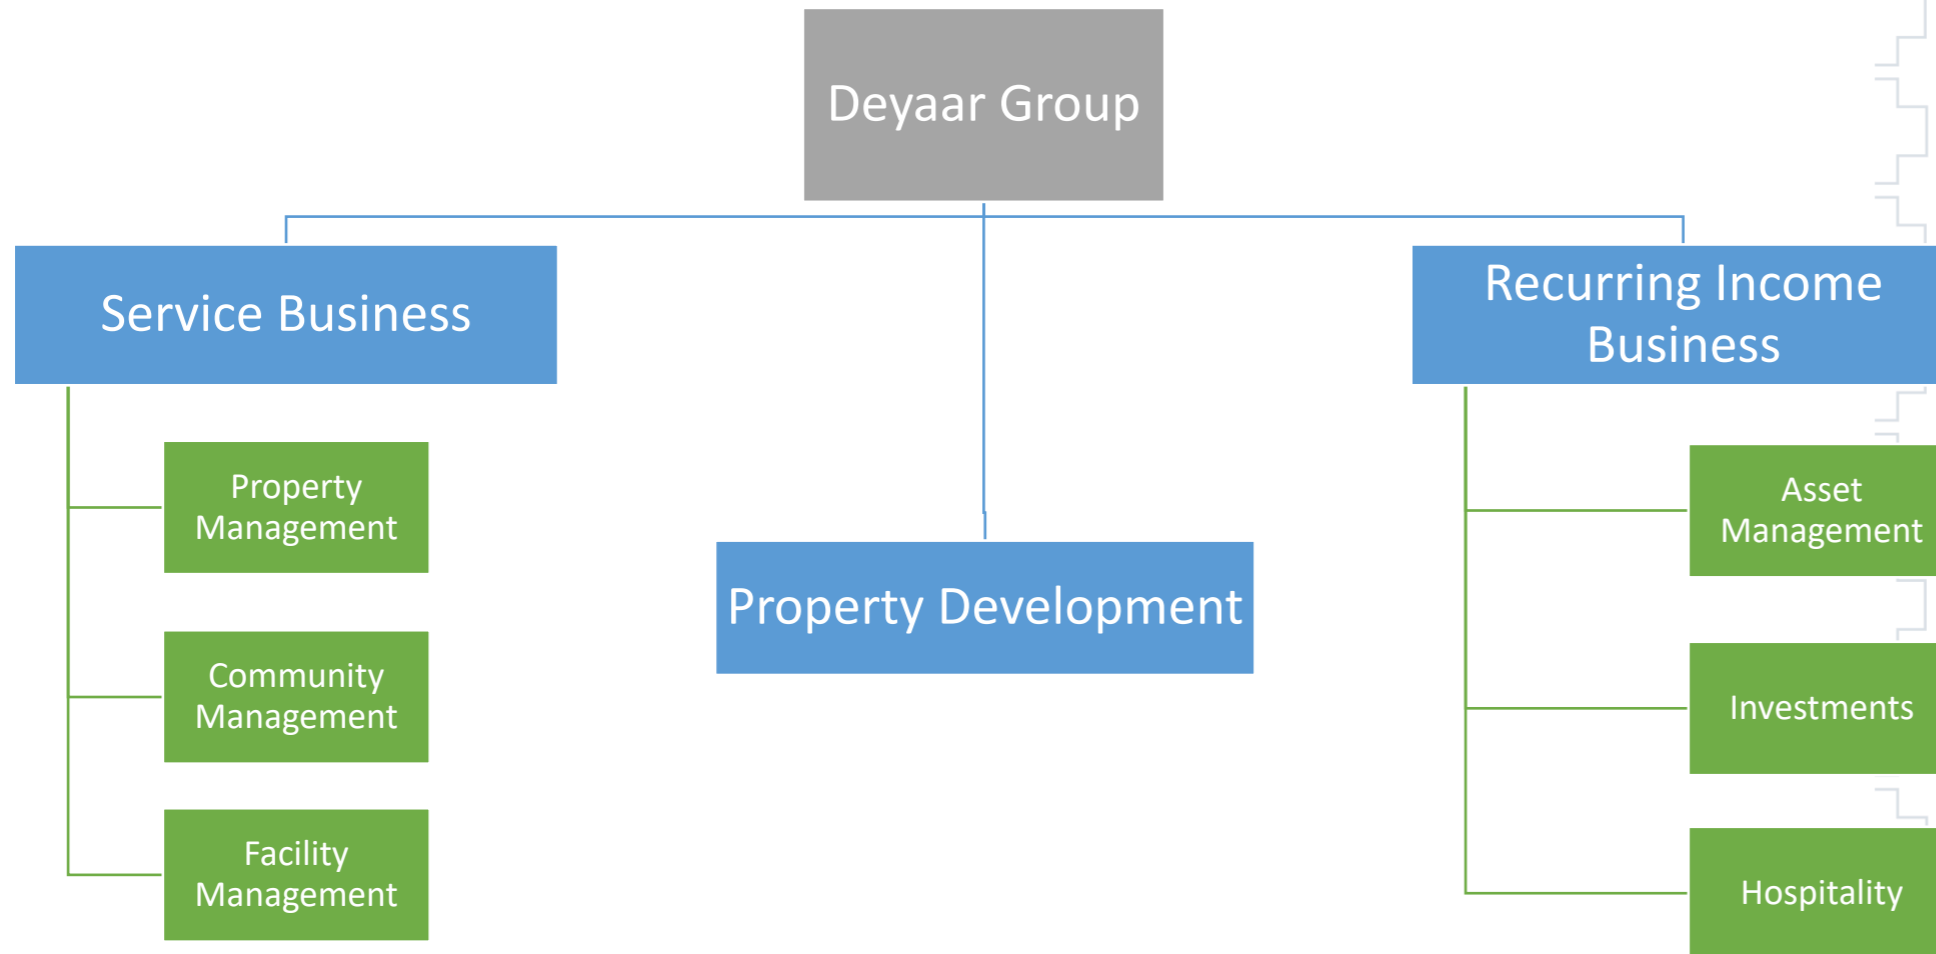 Deyaar Group
Service Business
Recurring Income
Business
Property Development
Property
Management
Community
Management
Facility
Management
Asset
Management
Investments
Hospitality